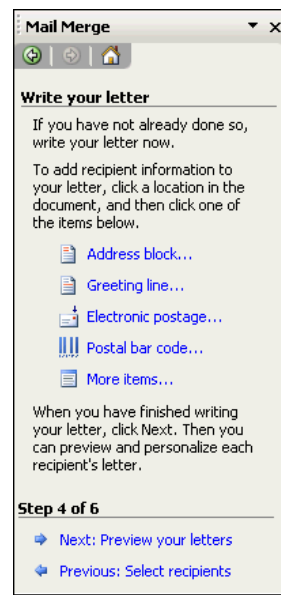 Mail Merge
Write your letter
If you have not already done so,
write your letter now.
To add recipient information to
your letter, click a location in the
document, and then click one of
the items below.
Address block...
Greeting line...
Electronic postage...
Postal bar code...
More items...
When you have finished writing
your letter, click Next. Then you
can preview and personalize each
recipient's letter.
Step 4 of 6
Next: Preview your letters
Previous: Select recipients